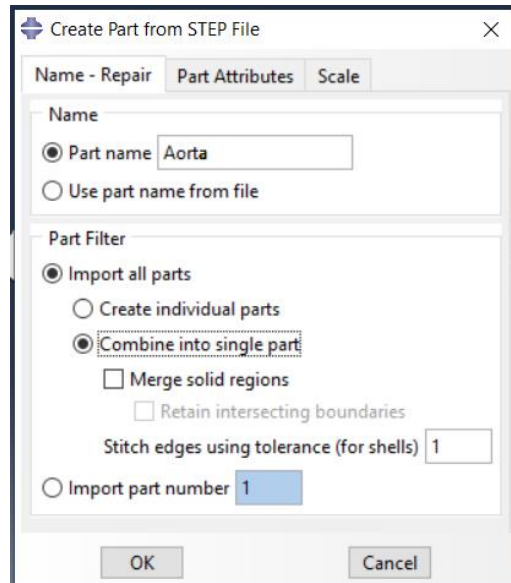 Create Part from STEP File
Name - Repair Part Attributes Scale
Name
Part name Aorta
Use part name from file
Part Filter
Import all parts
Create individual parts
Combine into single part
Merge solid regions
Retain intersecting boundaries
Stitch edges using tolerance (for shells) 1
Import part number 1
OK Cancel